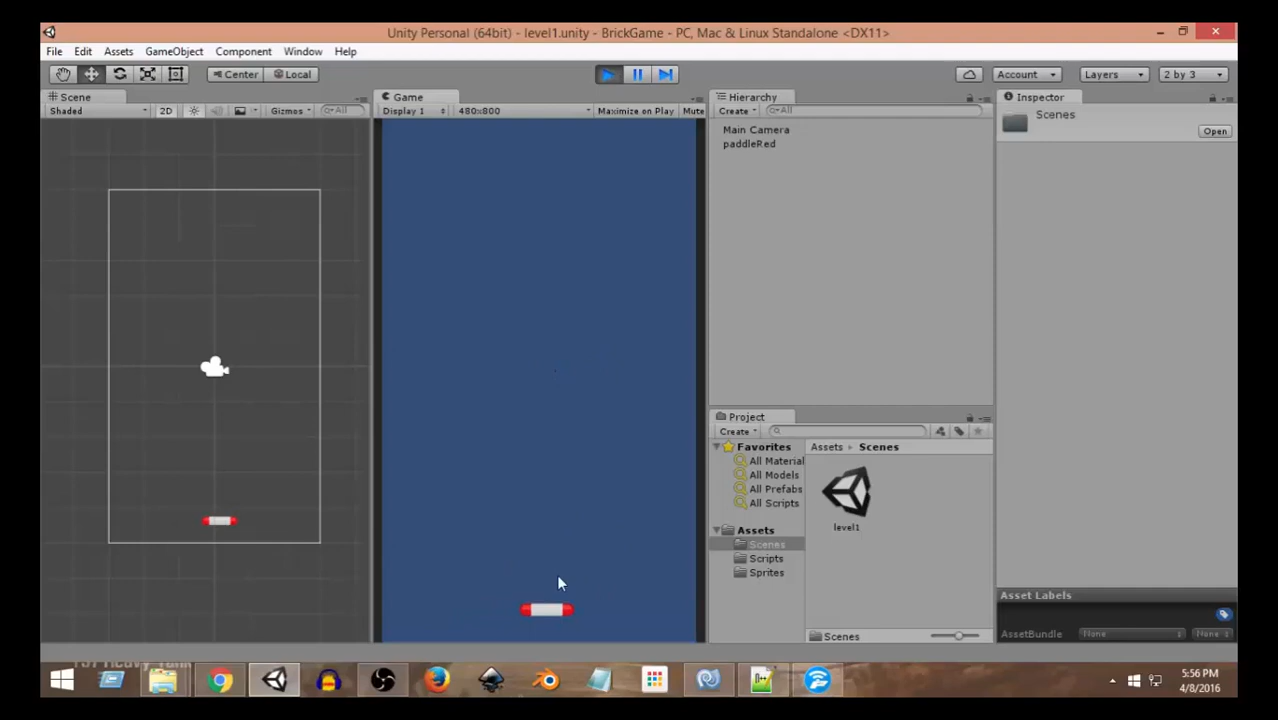 Unity Personal (64bit) - level1.unity - BrickGame - PC, Mac & Linux Standalone <DX11>
File Edit Assets GameObject Component Window Help
Center Local Account Layers 2 by 3
Scene Game Hierarchy Inspector
Shaded 2D Gizmos All Display 1 480x800 Maximize on Play Mute Create All
Scenes
Open
Main Camera
paddleRed
Project
Create
Favorites
Assets Scenes
All Material
All Models
All Prefabs
All Scripts
level1
Assets
Scenes
Scripts
Sprites
Asset Labels
AssetBundle None None
Scenes
5:56 PM
4/8/2016